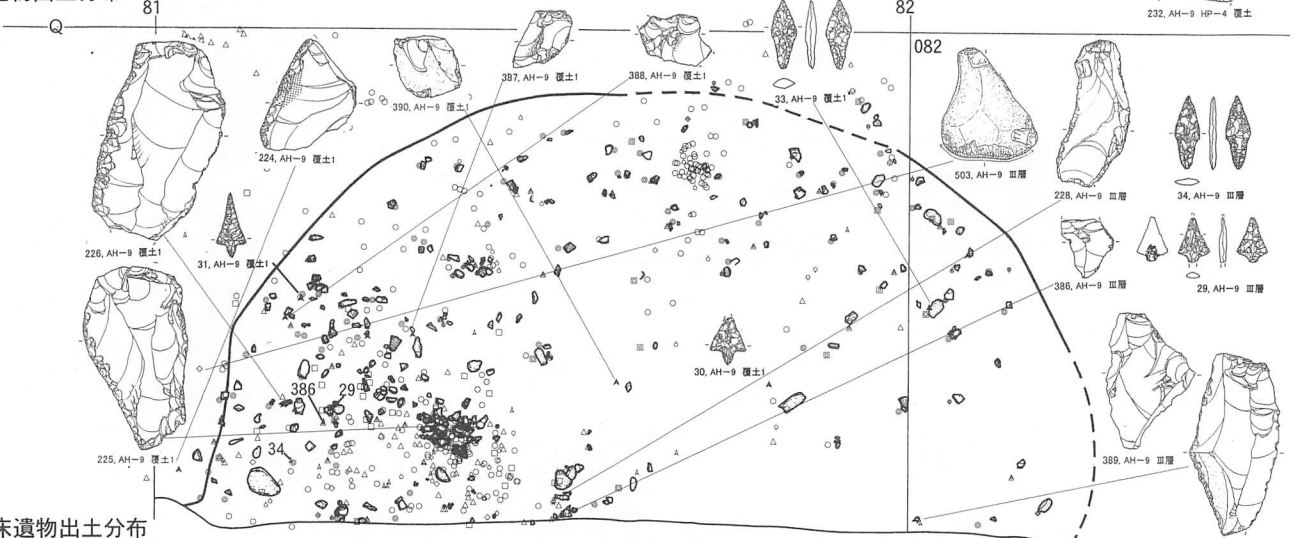 81
82
Q
082
232, AH-9 HP-4 覆土
387, AH-9 覆土1
388, AH-9 覆土1
33, AH-9 覆土1
390, AH-9 覆土1
224, AH-9 覆土1
503, AH-9 Ⅲ層
228, AH-9 Ⅲ層
34, AH-9 Ⅲ層
226, AH-9 覆土1
31, AH-9 覆土1
386, AH-9 Ⅲ層
29, AH-9 Ⅲ層
30, AH-9 覆土1
386
29
34
225, AH-9 覆土1
389, AH-9 Ⅲ層
床遺物出土分布